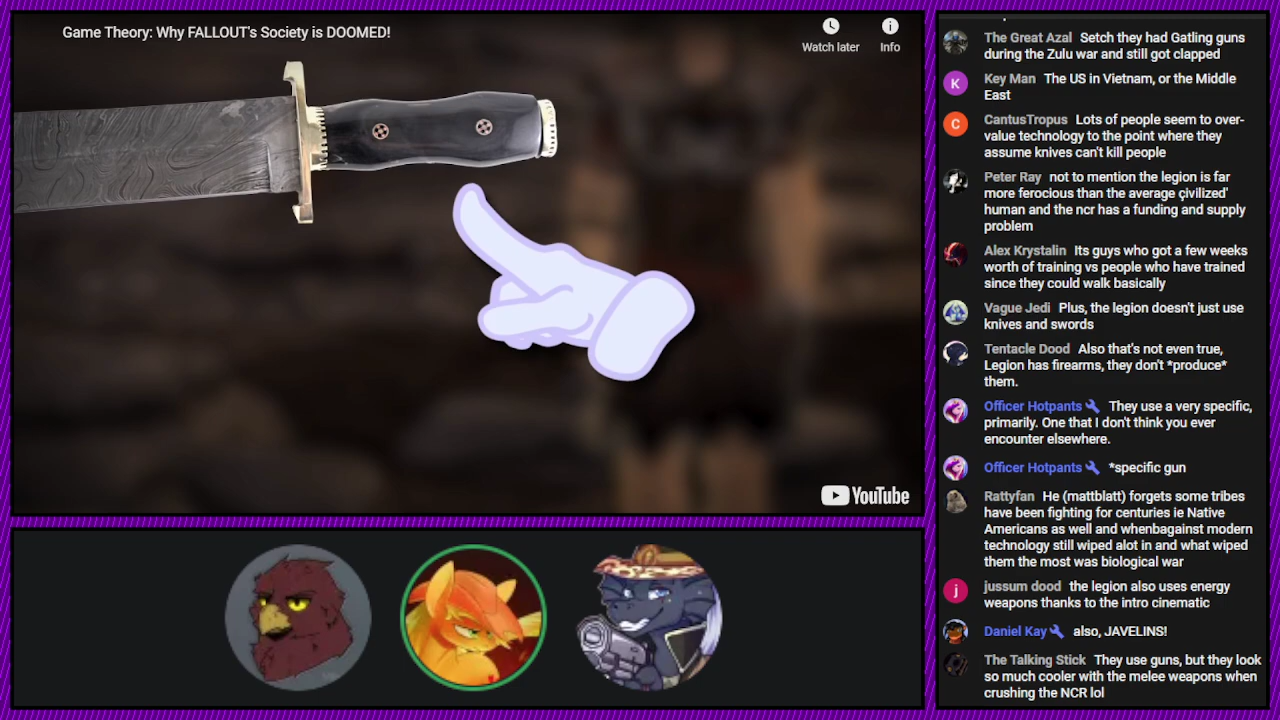 Game Theory: Why FALLOUT's Society is DOOMED!
Watch later
Info
YouTube
The Great Azal Setch they had Gatling guns
during the Zulu war and still got clapped
K
Key Man The US in Vietnam, or the Middle
East
C
CantusTropus Lots of people seem to over-
value technology to the point where they
assume knives can't kill people
Peter Ray not to mention the legion is far
more ferocious than the average çivilized'
human and the ncr has a funding and supply
problem
Alex Krystalin Its guys who got a few weeks
worth of training vs people who have trained
since they could walk basically
Vague Jedi Plus, the legion doesn't just use
knives and swords
Tentacle Dood Also that's not even true,
Legion has firearms, they don't *produce*
them.
Officer Hotpants They use a very specific,
primarily. One that I don't think you ever
encounter elsewhere.
Officer Hotpants *specific gun
Rattyfan He (mattblatt) forgets some tribes
have been fighting for centuries ie Native
Americans as well and whenbagainst modern
technology still wiped alot in and what wiped
them the most was biological war
j
jussum dood the legion also uses energy
weapons thanks to the intro cinematic
Daniel Kay also, JAVELINS!
The Talking Stick They use guns, but they look
so much cooler with the melee weapons when
crushing the NCR lol